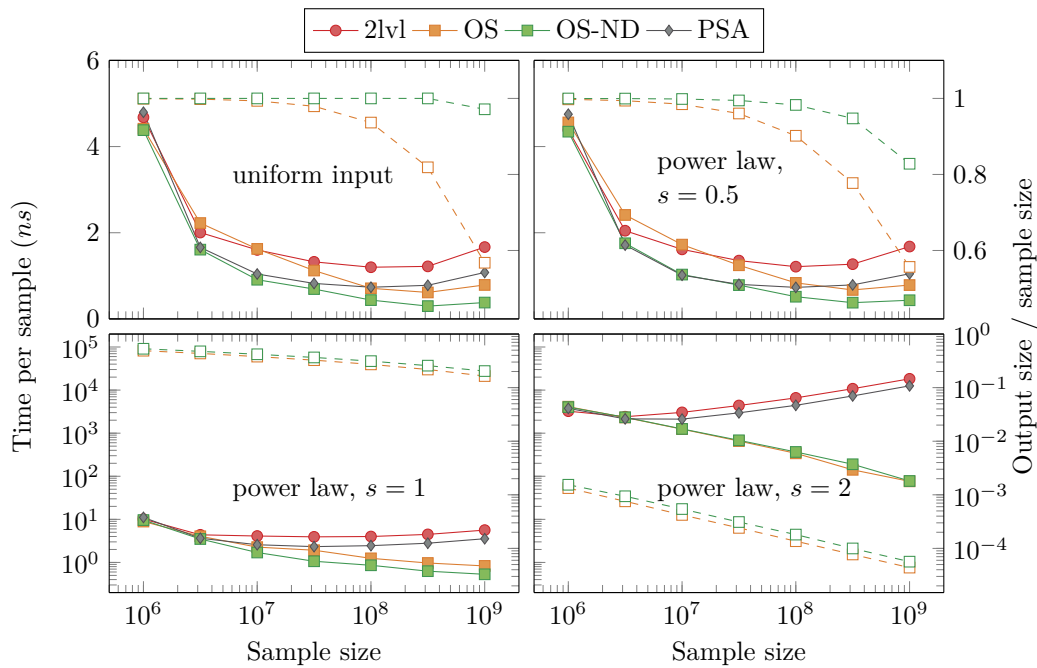 2lvl OS OS-ND PSA
6
4
2
0
uniform input
power law,
s = 0.5
1
0.8
0.6
Time per sample (ns)
Output size / sample size
10^5
10^4
10^3
10^2
10^1
10^0
power law, s = 1
power law, s = 2
10^0
10^−1
10^−2
10^−3
10^−4
10^6 10^7 10^8 10^9
10^6 10^7 10^8 10^9
Sample size
Sample size